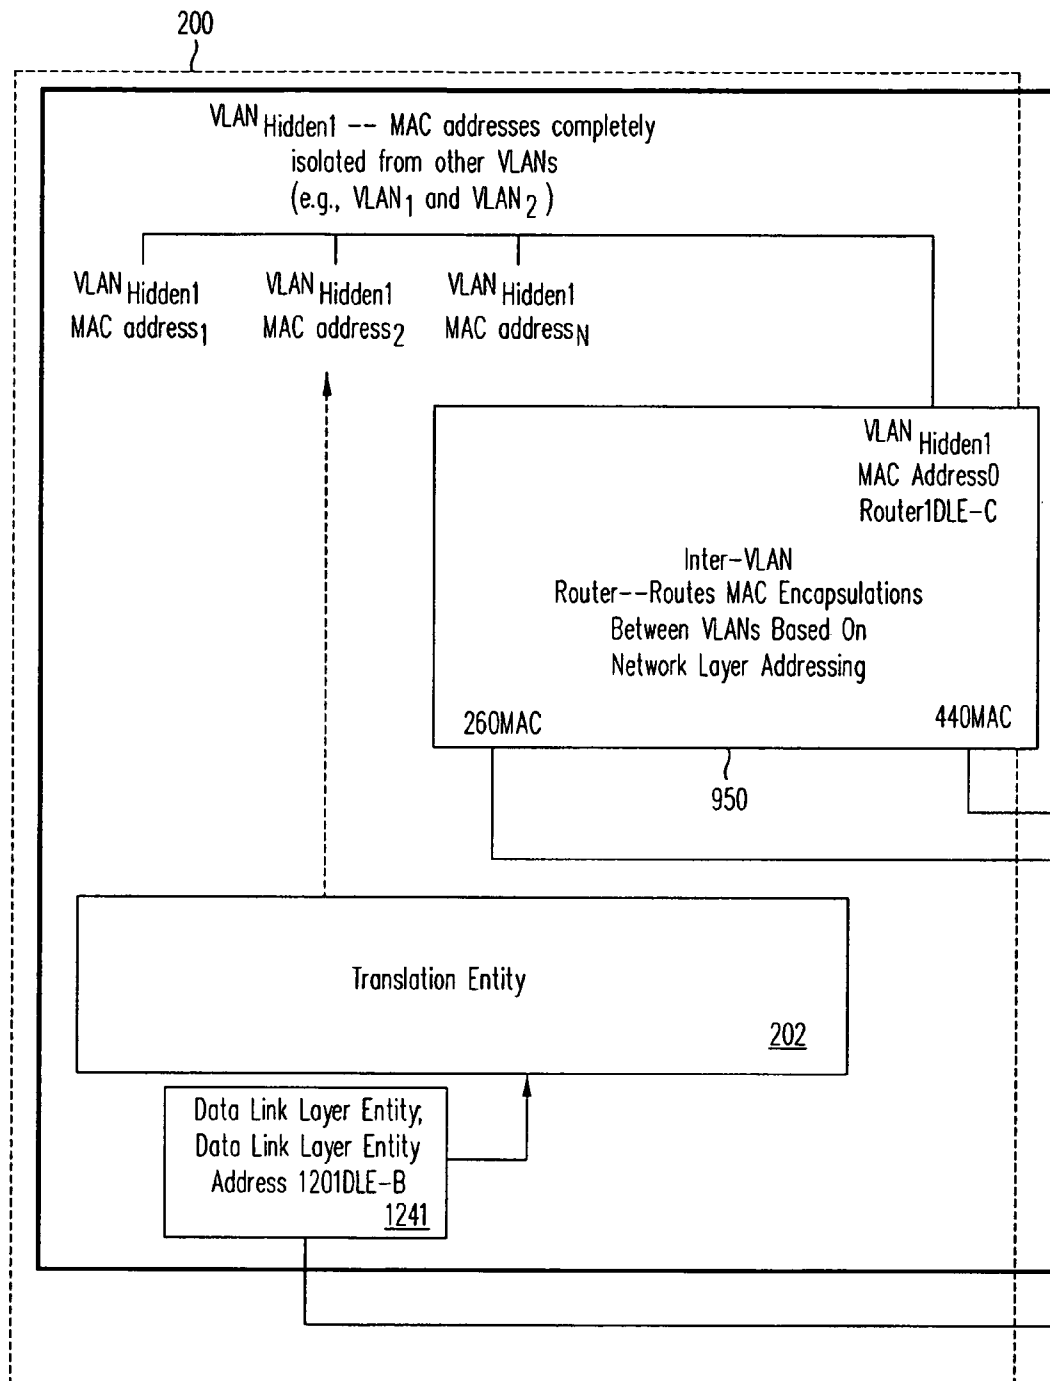 200
VLAN Hidden1 -- MAC addresses completely
isolated from other VLANs
(e.g., VLAN1 and VLAN2)
VLAN Hidden1
MAC address1
VLAN Hidden1
MAC address2
VLAN Hidden1
MAC addressN
VLAN Hidden1
MAC Address0
Router1DLE-C
Inter-VLAN
Router--Routes MAC Encapsulations
Between VLANs Based On
Network Layer Addressing
260MAC
440MAC
950
Translation Entity
202
Data Link Layer Entity;
Data Link Layer Entity
Address 1201DLE-B
1241